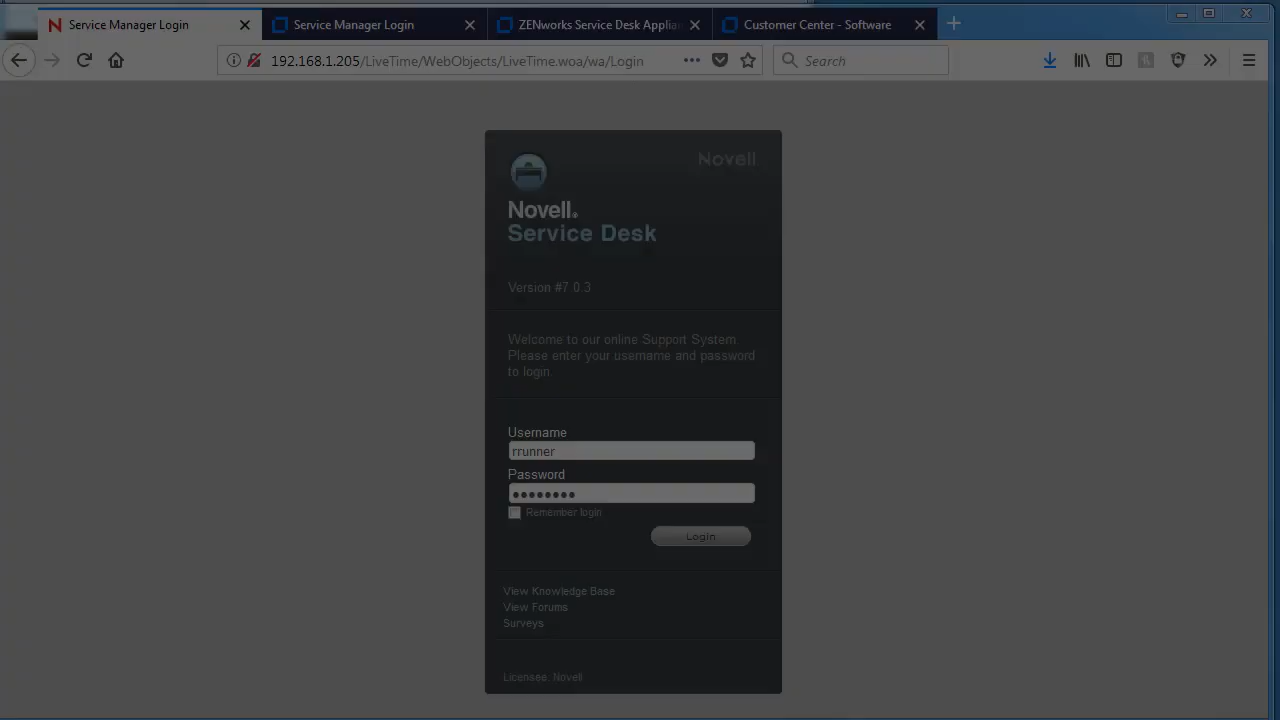 Service Manager Login
Service Manager Login
ZENworks Service Desk Applia
Customer Center - Software
192.168.1.205/LiveTime/WebObjects/LiveTime.woa/wa/Login
Search
Novell
Novell.
Service Desk
Version #7.0.3
Welcome to our online Support System.
Please enter your username and password
to login.
Username
rrunner
Password
Remember login
Login
View Knowledge Base
View Forums
Surveys
Licensee: Novell